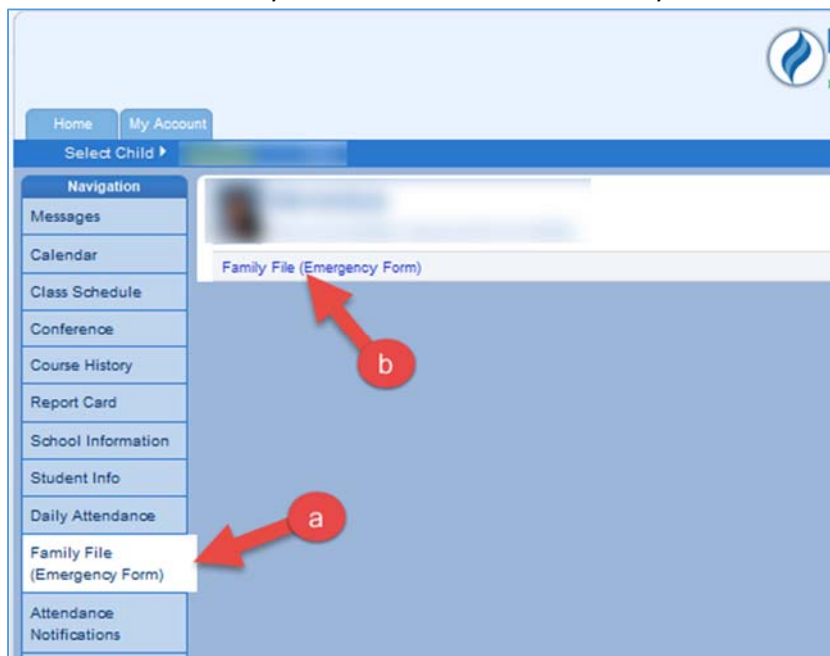 Home My Account
Select Child
Navigation
Messages
Calendar
Class Schedule
Conference
Course History
Report Card
School Information
Student Info
Daily Attendance
Family File
(Emergency Form)
Attendance
Notifications
Family File (Emergency Form)
b
a